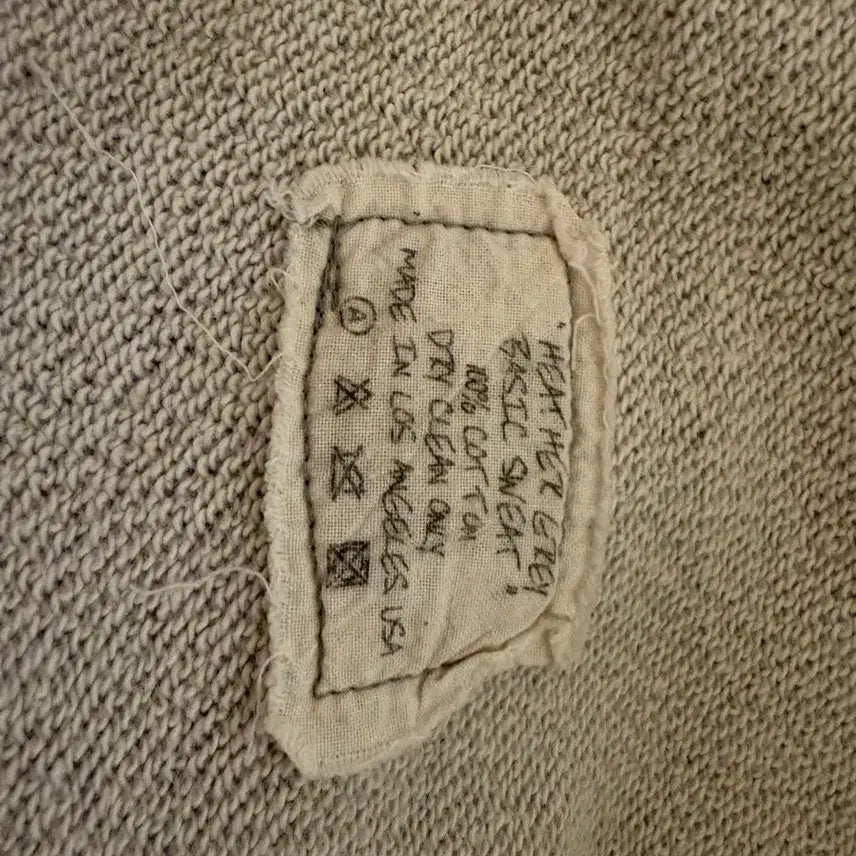 "HEATHER GREY
BASIC SWEAT"
100% COTTON
DRY CLEAN ONLY
MADE IN LOS ANGELES USA
A